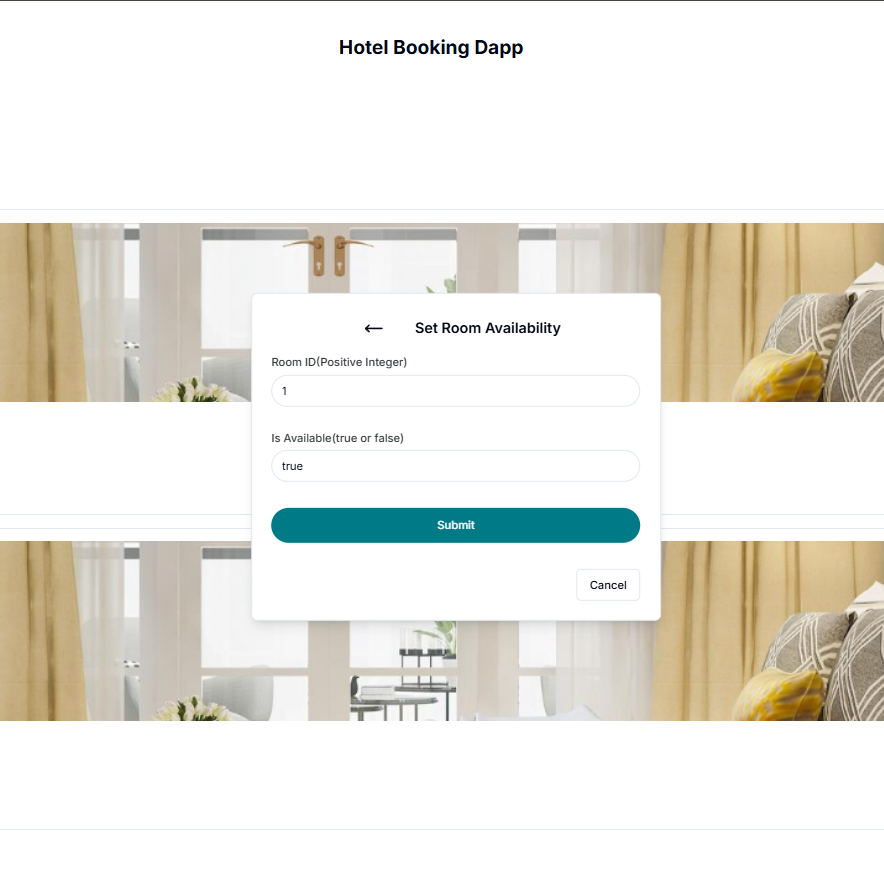 Hotel Booking Dapp
Set Room Availability
Room ID(Positive Integer)
1
Is Available(true or false)
true
Submit
Cancel